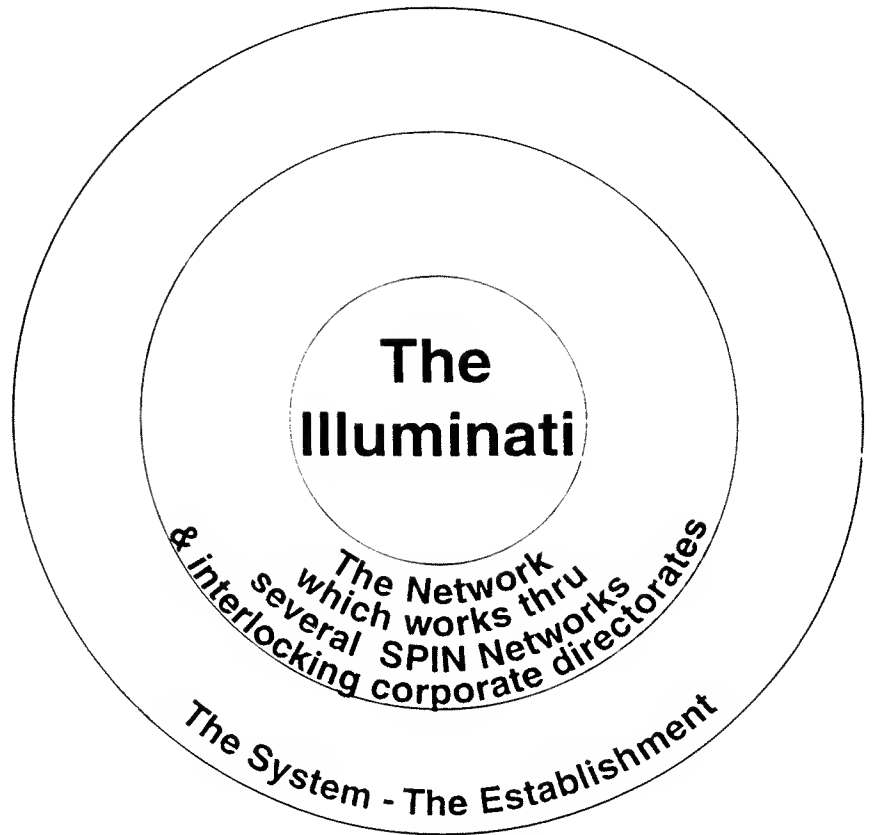 The
Illuminati
The Network
which works thru
several SPIN Networks
& interlocking corporate directorates
The System - The Establishment